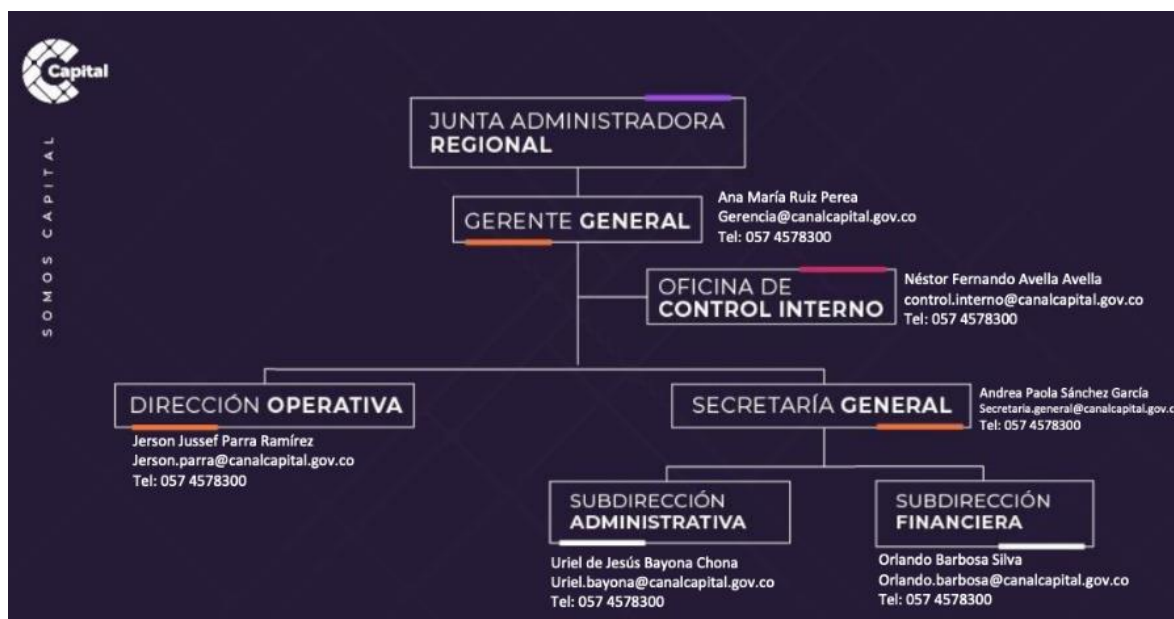 Capital
SOMOS CAPITAL
JUNTA ADMINISTRADORA
REGIONAL
GERENTE GENERAL
Ana María Ruiz Perea
Gerencia@canalcapital.gov.co
Tel: 057 4578300
OFICINA DE
CONTROL INTERNO
Néstor Fernando Avella Avella
control.interno@canalcapital.gov.co
Tel: 057 4578300
DIRECCIÓN OPERATIVA
Jerson Jussef Parra Ramírez
Jerson.parra@canalcapital.gov.co
Tel: 057 4578300
SECRETARÍA GENERAL
Andrea Paola Sánchez García
Secretaria.general@canalcapital.gov.c
Tel: 057 4578300
SUBDIRECCIÓN
ADMINISTRATIVA
Uriel de Jesús Bayona Chona
Uriel.bayona@canalcapital.gov.co
Tel: 057 4578300
SUBDIRECCIÓN
FINANCIERA
Orlando Barbosa Silva
Orlando.barbosa@canalcapital.gov.co
Tel: 057 4578300